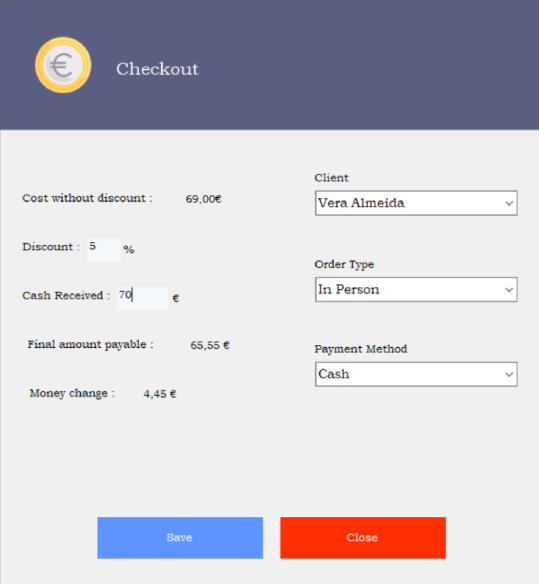 €
Checkout
Cost without discount : 69,00€
Discount : 5 %
Cash Received : 70 €
Final amount payable : 65,55 €
Money change : 4,45 €
Client
Vera Almeida
Order Type
In Person
Payment Method
Cash
Save
Close